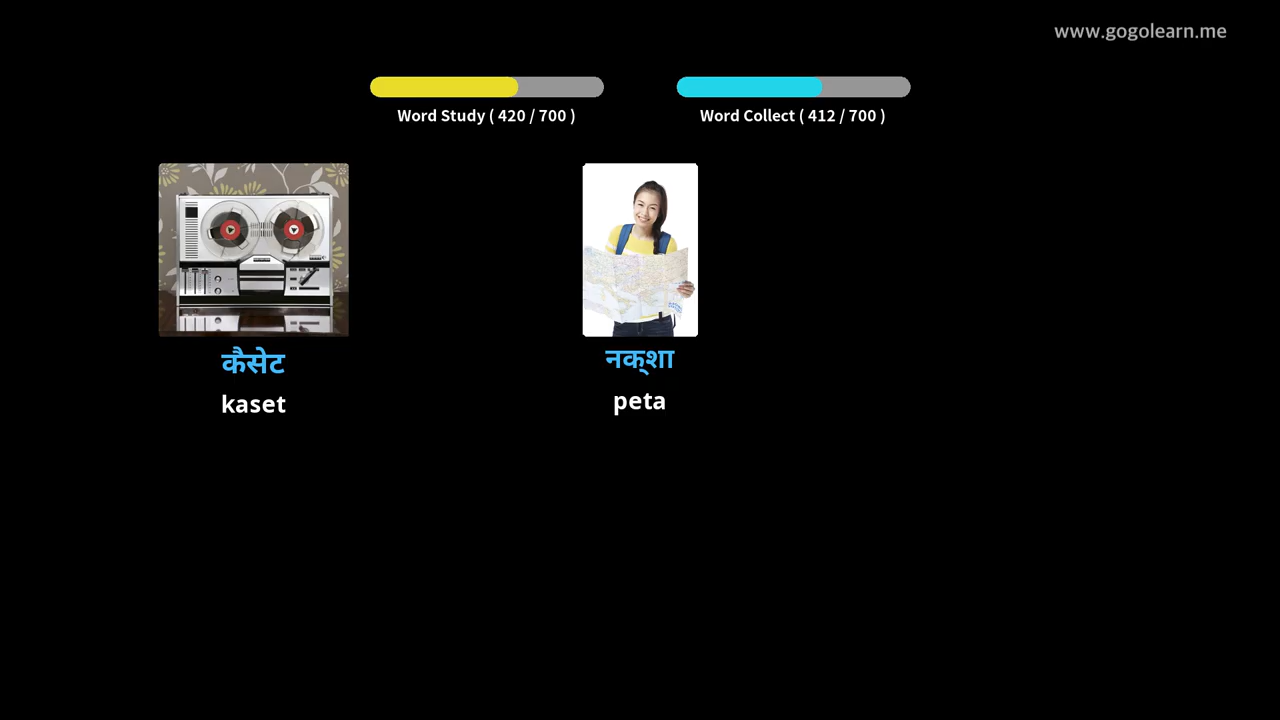 www.gogolearn.me
Word Study ( 420 / 700 )
Word Collect ( 412 / 700 )
कैसेट
kaset
नक्शा
peta